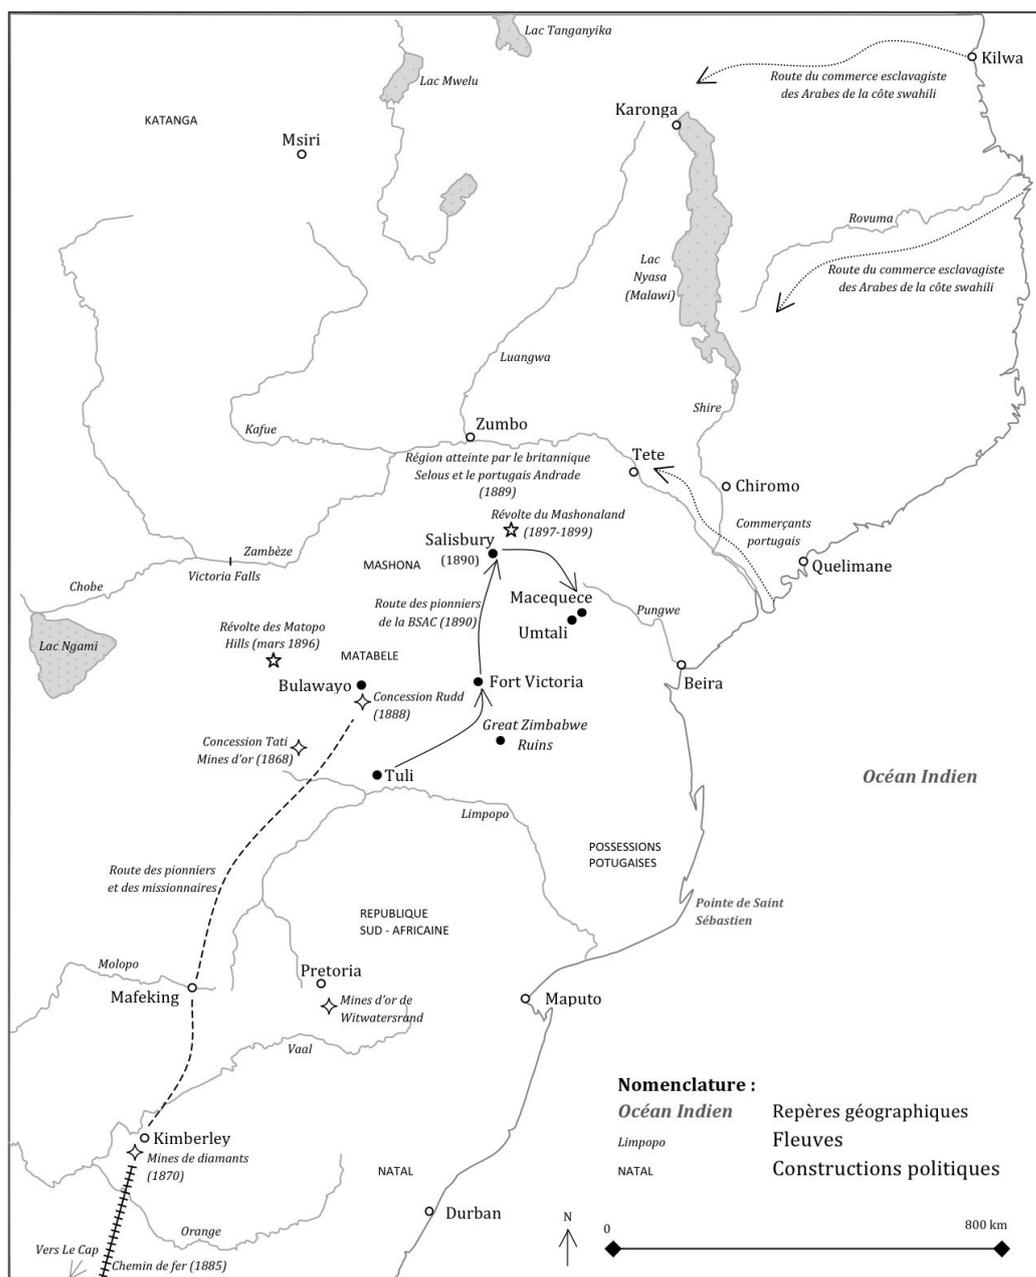 Lac Tanganyika
Kilwa
Lac Mwelu
Route du commerce esclavagiste
des Arabes de la côte swahili
Karonga
KATANGA
Msiri
Rovuma
Lac
Nyasa
(Malawi)
Route du commerce esclavagiste
des Arabes de la côte swahili
Luangwa
Shire
Kafue
Zumbo
Région atteinte par le britannique
Selous et le portugais Andrade
(1889)
Tete
Chiromo
Révolte du Mashonaland
(1897-1899)
Commerçants
portugais
Salisbury
(1890)
Zambèze
Victoria Falls
MASHONA
Quelimane
Chobe
Macequece
Route des pionniers
de la BSAC (1890)
Umtali
Pungwe
Révolte des Matopo
Hills (mars 1896)
Lac Ngami
MATABELE
Bulawayo
Fort Victoria
Beira
Concession Rudd
(1888)
Great Zimbabwe
Ruins
Concession Tati
Mines d'or (1868)
Tuli
Océan Indien
Limpopo
POSSESSIONS
POTUGAISES
Route des pionniers
et des missionnaires
Pointe de Saint
Sébastien
REPUBLIQUE
SUD - AFRICAINE
Molopo
Pretoria
Mafeking
Mines d'or de
Witwatersrand
Maputo
Vaal
Nomenclature :
Océan Indien Repères géographiques
Limpopo Fleuves
NATAL Constructions politiques
Kimberley
Mines de diamants
(1870)
NATAL
Durban
Orange
N
0 800 km
Vers Le Cap
Chemin de fer (1885)